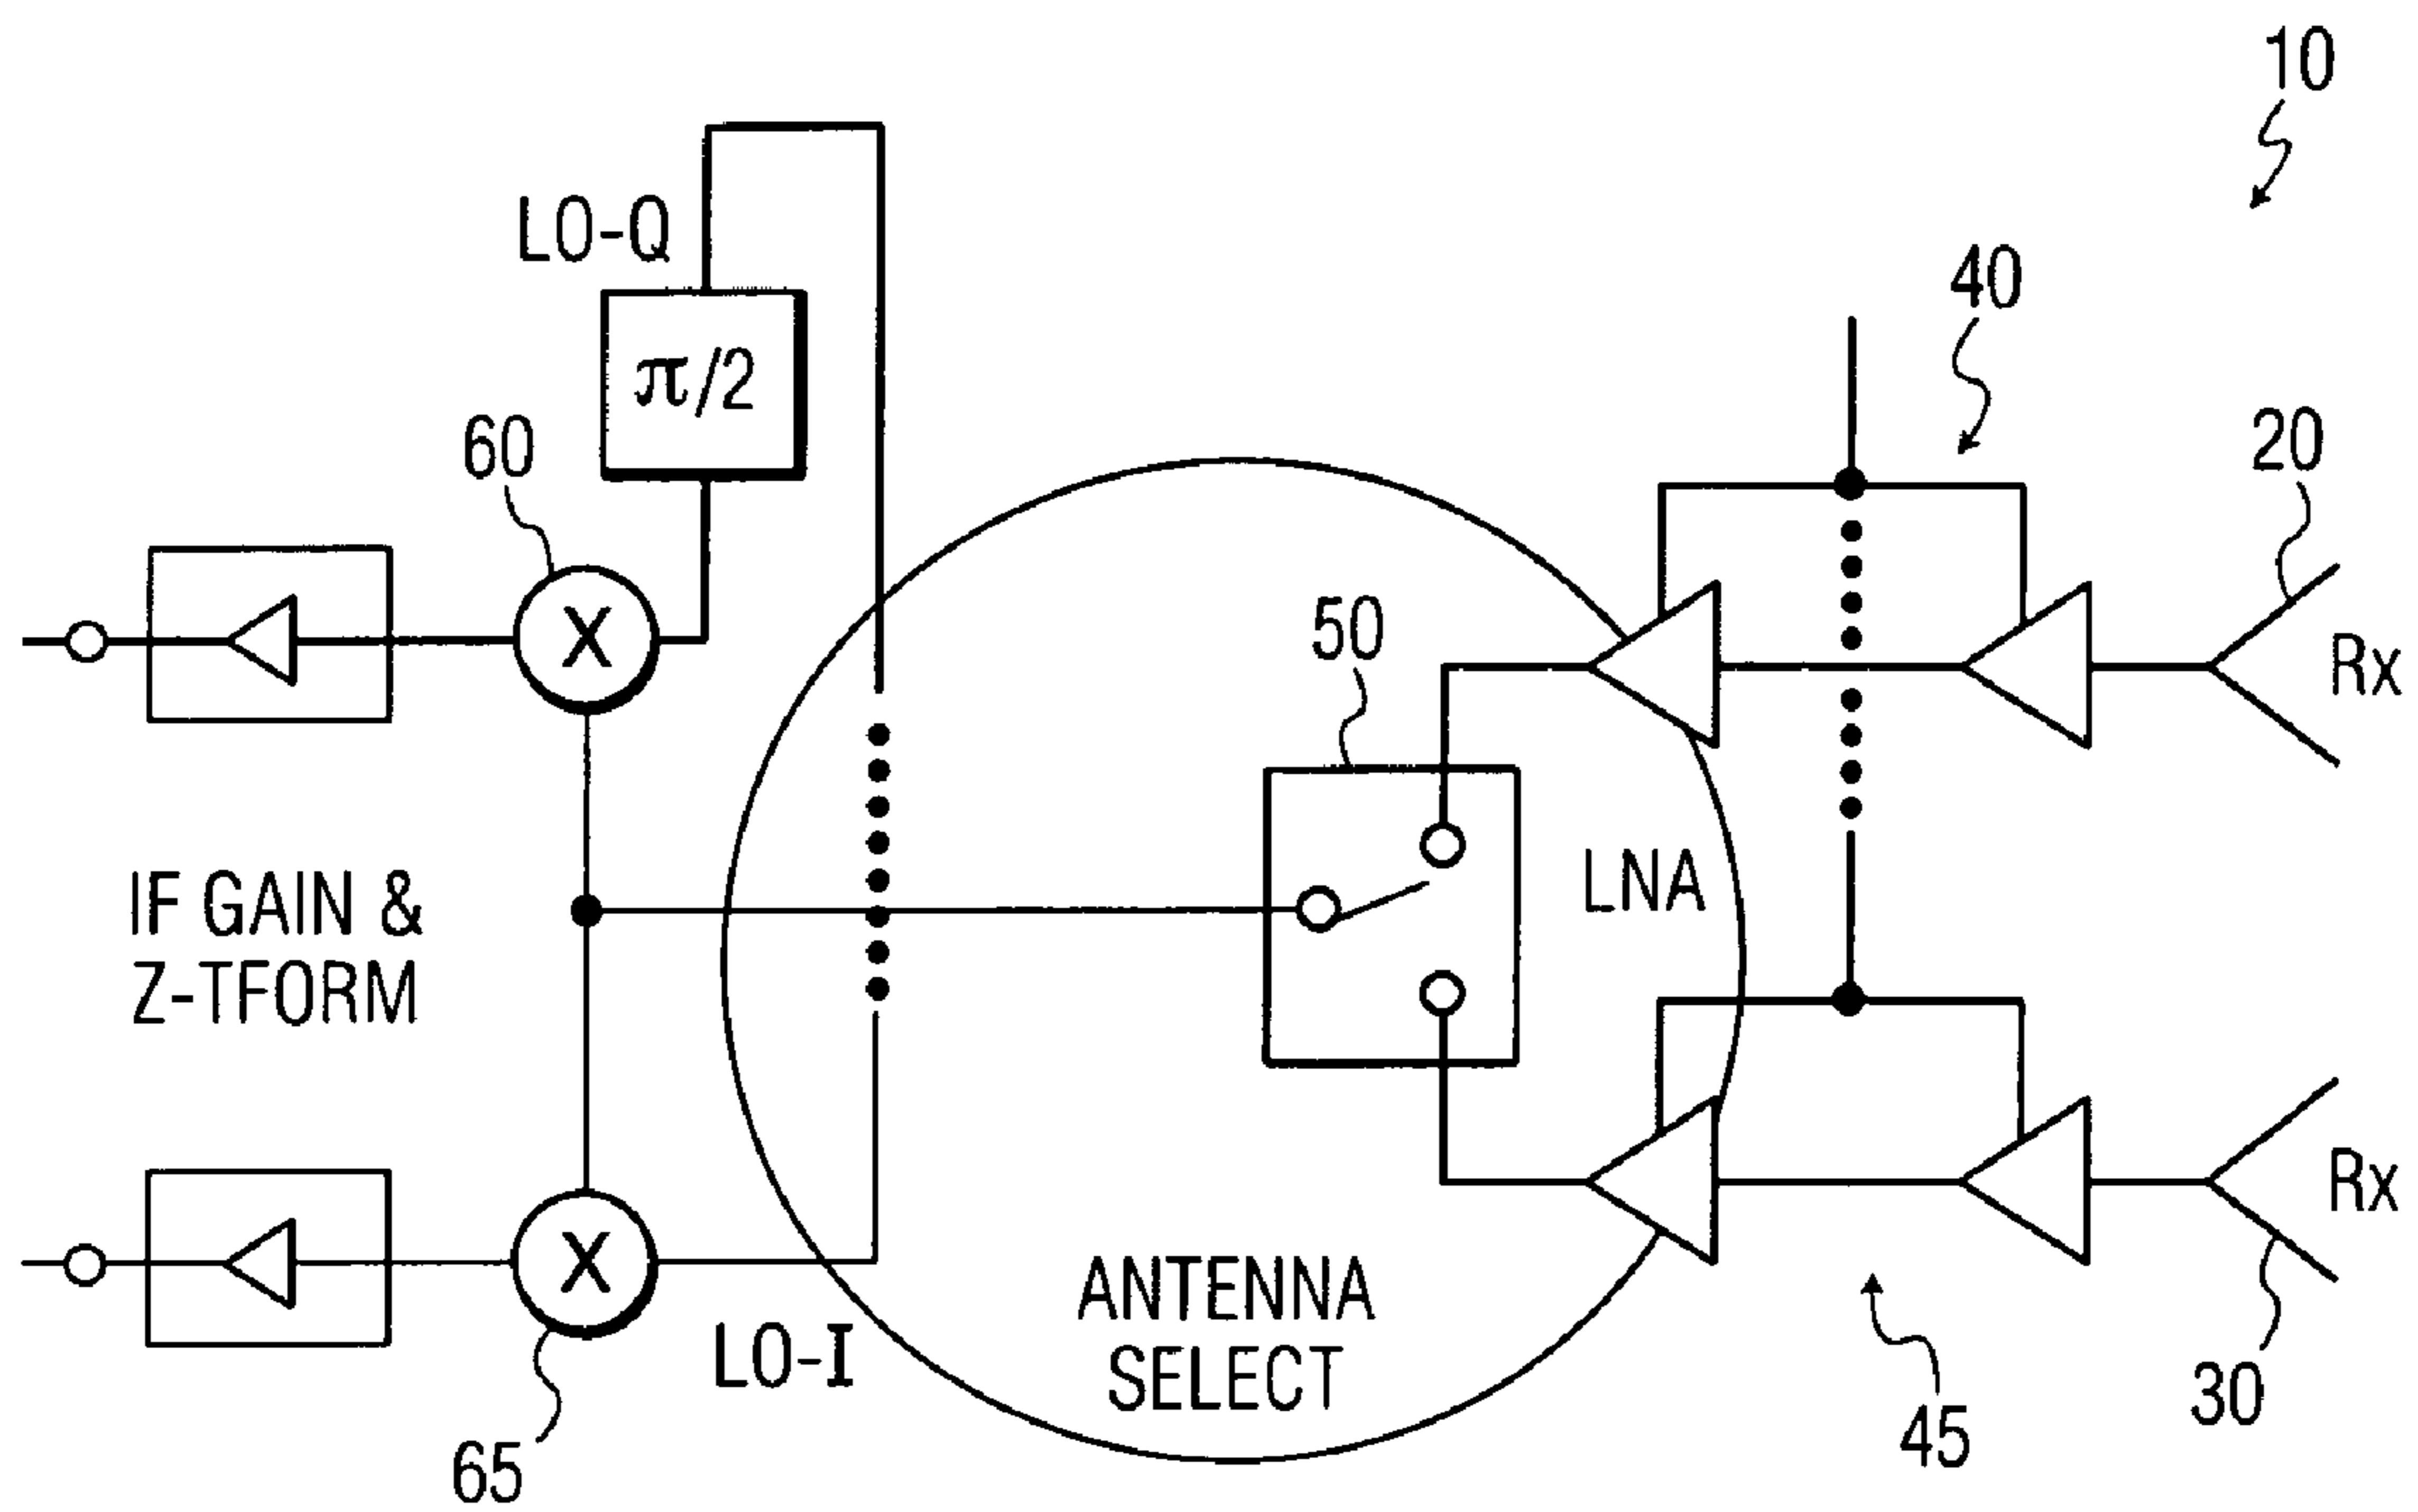 10
LO-Q
40
π/2
20
60
X
50
Rx
LNA
IF GAIN &
Z-TFORM
Rx
X
ANTENNA
SELECT
LO-I
30
45
65